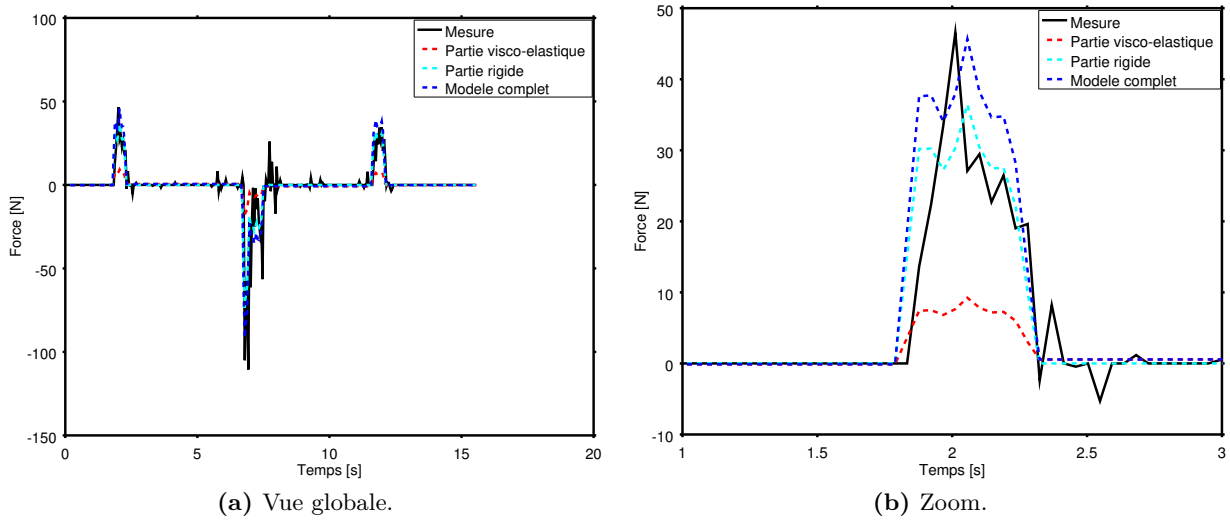 100
50
0
-50
-100
-150
Force [N]
0
5
10
15
20
Temps [s]
Mesure
Partie visco-elastique
Partie rigide
Modele complet
(a) Vue globale.
50
40
30
20
10
0
-10
Force [N]
1
1.5
2
2.5
3
Temps [s]
Mesure
Partie visco-elastique
Partie rigide
Modele complet
(b) Zoom.